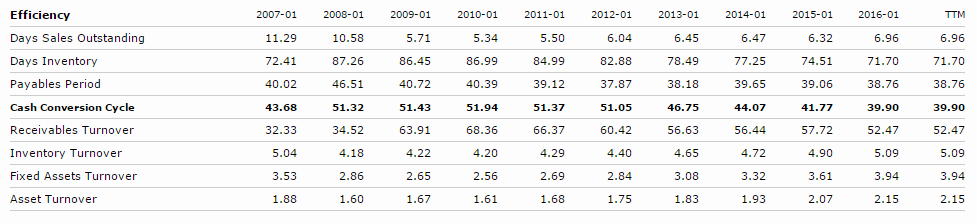 Efficiency 2007-01 2008-01 2009-01 2010-01 2011-01 2012-01 2013-01 2014-01 2015-01 2016-01 TTM
Days Sales Outstanding 11.29 10.58 5.71 5.34 5.50 6.04 6.45 6.47 6.32 6.96 6.96
Days Inventory 72.41 87.26 86.45 86.99 84.99 82.88 78.49 77.25 74.51 71.70 71.70
Payables Period 40.02 46.51 40.72 40.39 39.12 37.87 38.18 39.65 39.06 38.76 38.76
Cash Conversion Cycle 43.68 51.32 51.43 51.94 51.37 51.05 46.75 44.07 41.77 39.90 39.90
Receivables Turnover 32.33 34.52 63.91 68.36 66.37 60.42 56.63 56.44 57.72 52.47 52.47
Inventory Turnover 5.04 4.18 4.22 4.20 4.29 4.40 4.65 4.72 4.90 5.09 5.09
Fixed Assets Turnover 3.53 2.86 2.65 2.56 2.69 2.84 3.08 3.32 3.61 3.94 3.94
Asset Turnover 1.88 1.60 1.67 1.61 1.68 1.75 1.83 1.93 2.07 2.15 2.15